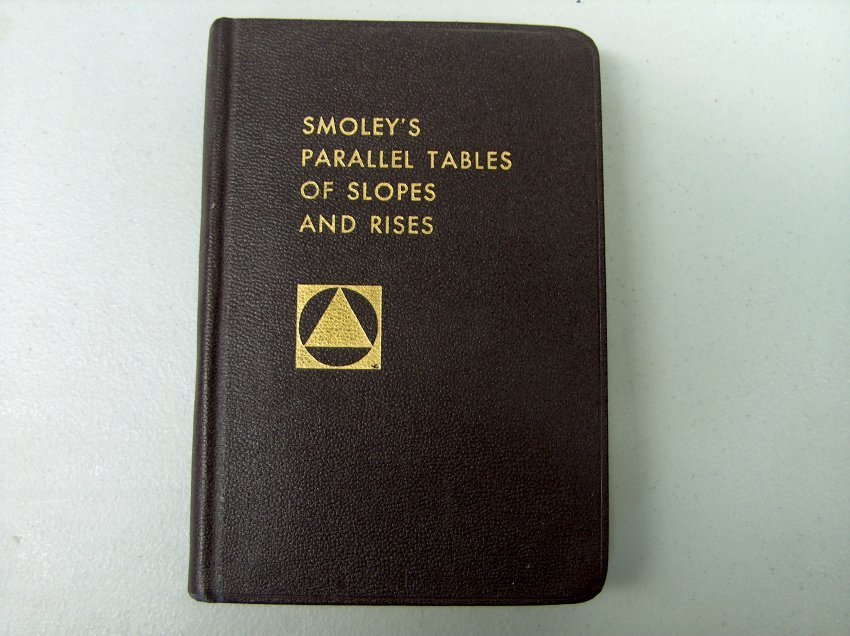 SMOLEY'S
PARALLEL TABLES
OF SLOPES
AND RISES